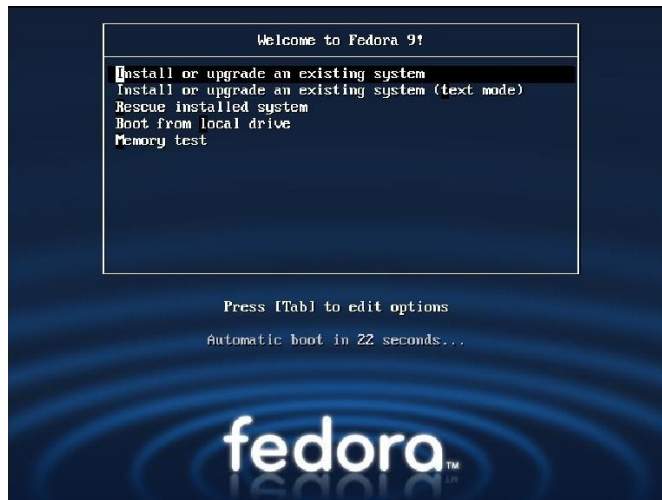 Welcome to Fedora 9!
Install or upgrade an existing system
Install or upgrade an existing system (text mode)
Rescue installed system
Boot from local drive
Memory test
Press [Tab] to edit options
Automatic boot in 22 seconds...
fedora™